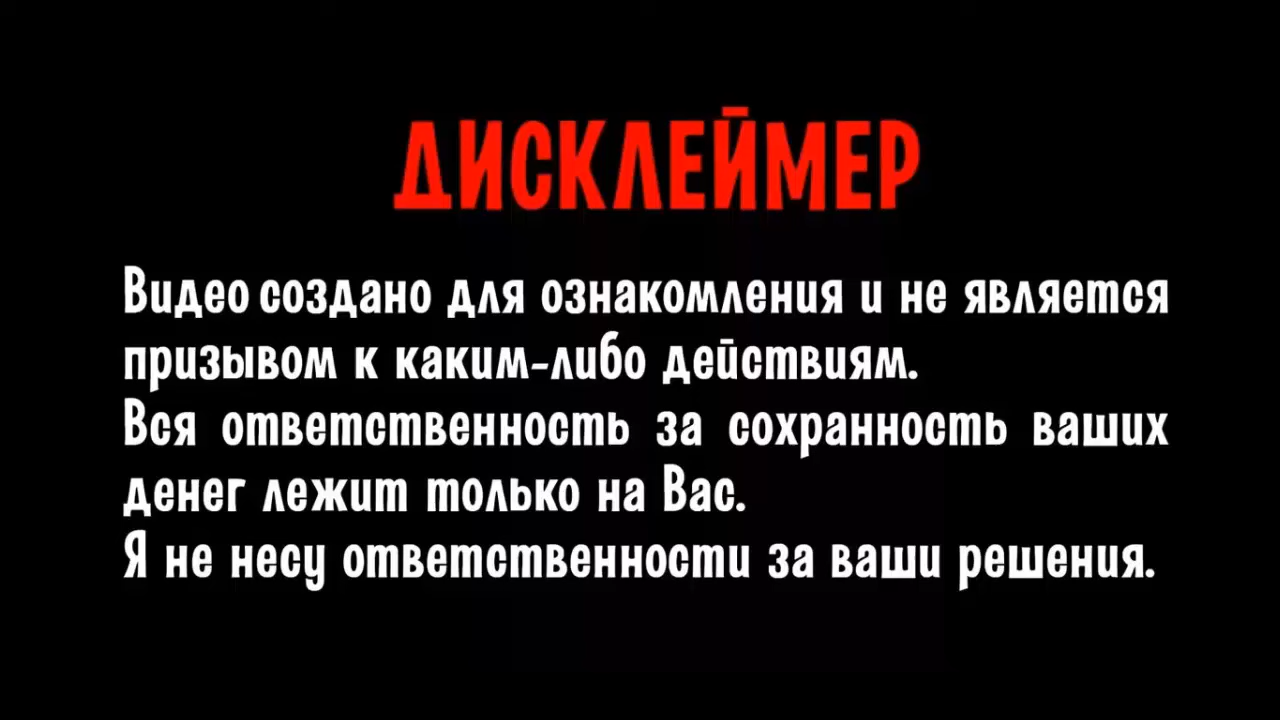 ДИСКЛЕЙМЕР
Видео создано для ознакомления и не является
призывом к каким-либо действиям.
Вся ответственность за сохранность ваших
денег лежит только на Вас.
Я не несу ответственности за ваши решения.